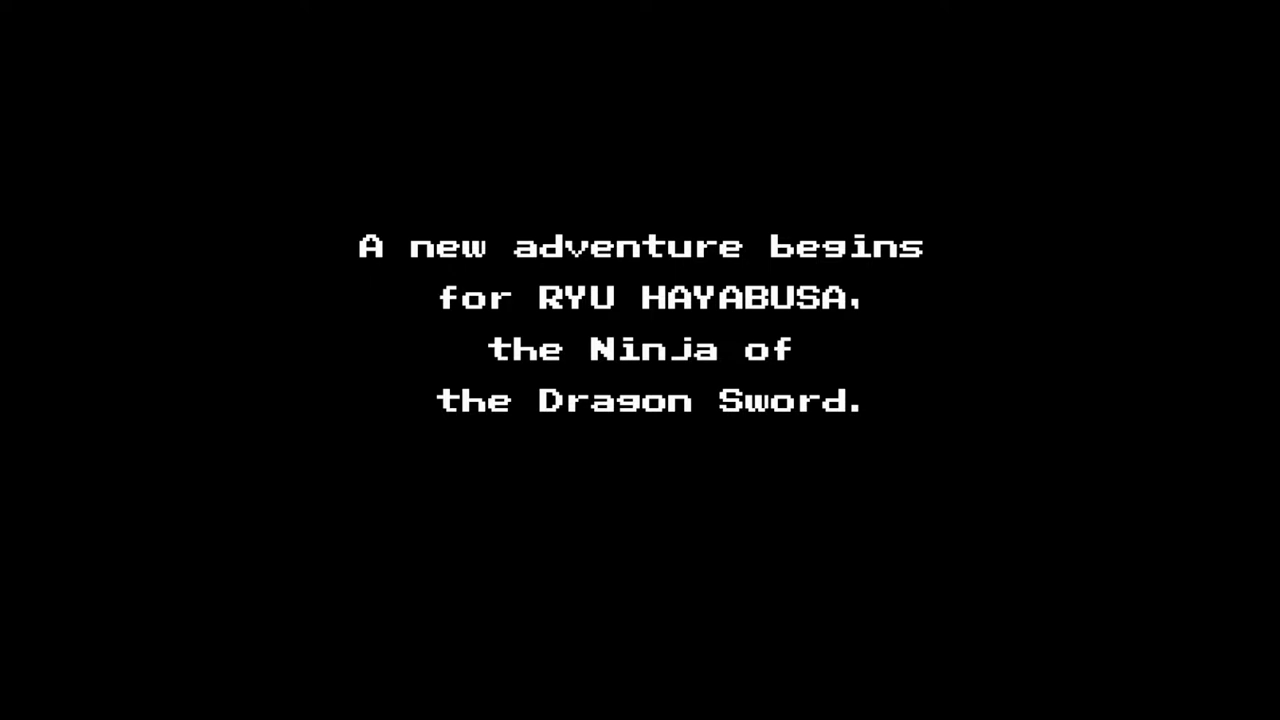 A new adventure begins
for RYU HAYABUSA,
the Ninja of
the Dragon Sword.